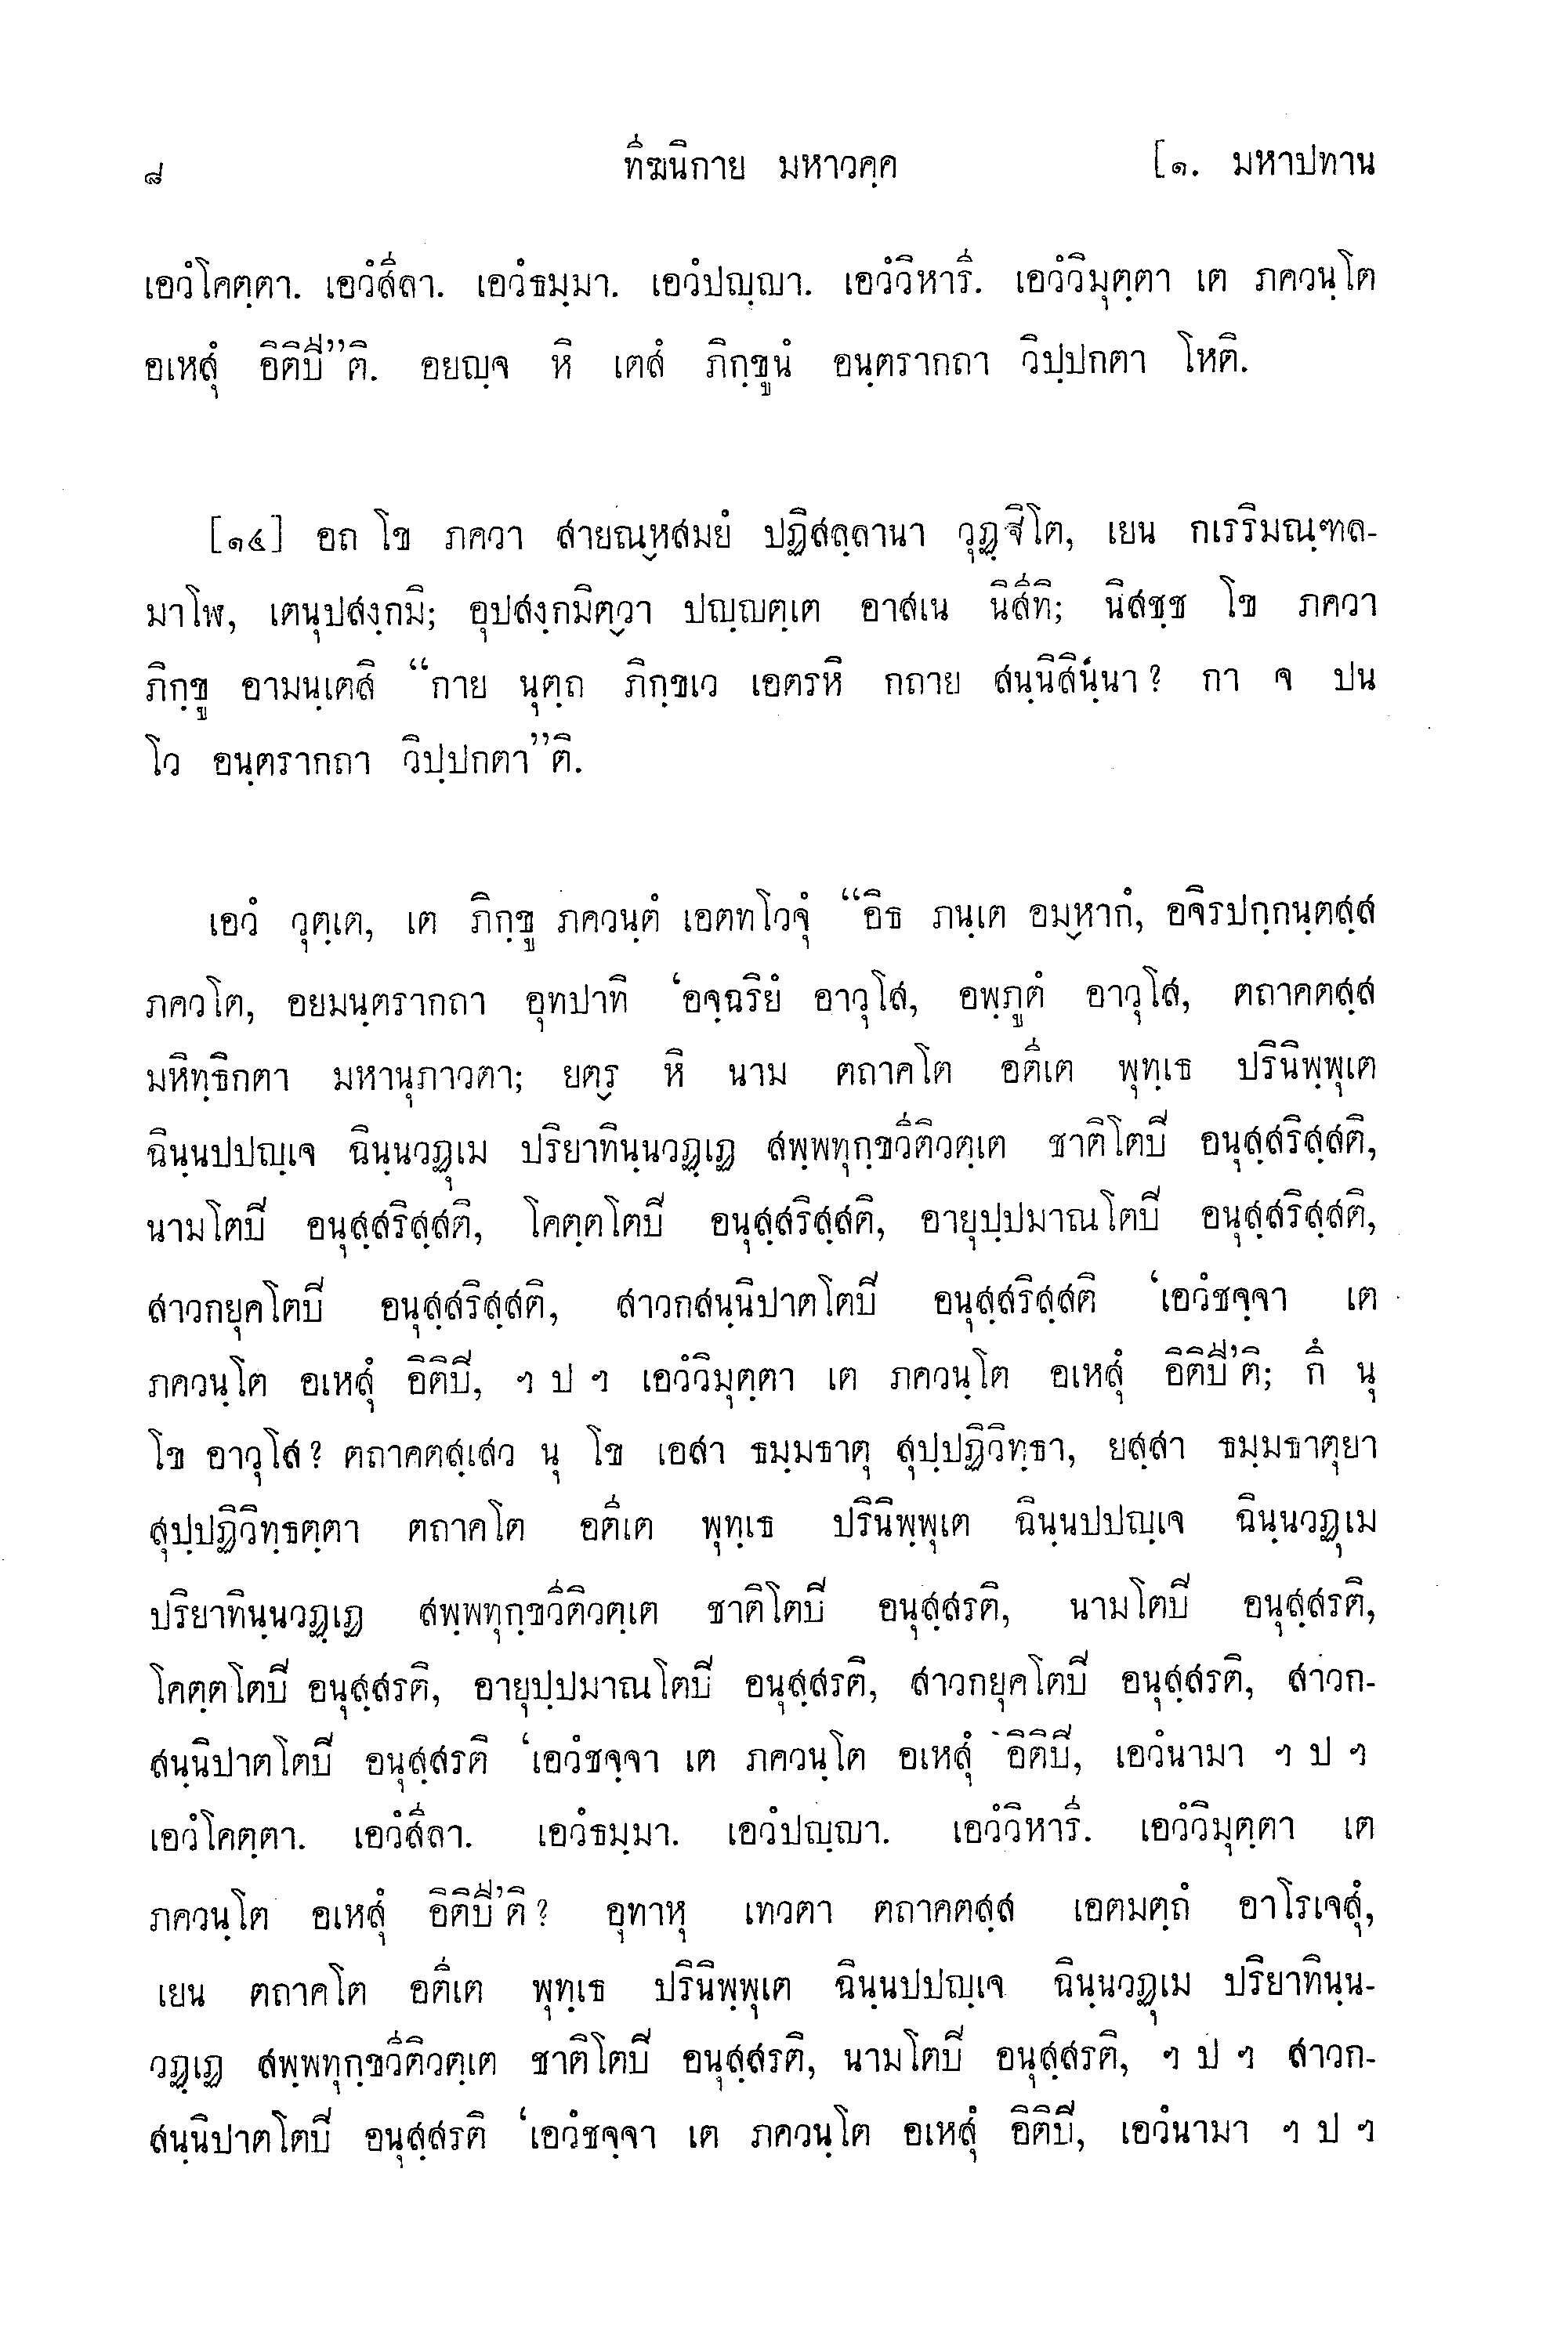 ๘ ทีฆนิกาย มหาวคฺค [๑. มหาปทาน
เอวํโคตฺตา. เอวํสีลา. เอวํธมฺมา. เอวํปญฺญา. เอวํวิหารี. เอวํวิมุตฺตา เต ภควนฺโต
อเหสุํ อิติปี”ติ. อยญฺจ หิ เตสํ ภิกฺขูนํ อนฺตรากถา วิปฺปกตา โหติ.
[๑๔] อถ โข ภควา สายณฺหสมยํ ปฏิสลฺลานา วุฏฺฐิโต, เยน กเรริมณฺฑล-
มาโฬ, เตนุปสงฺกมิ; อุปสงฺกมิตฺวา ปญฺญตฺเต อาสเน นิสีทิ; นิสชฺช โข ภควา
ภิกฺขู อามนฺเตสิ “กาย นุตฺถ ภิกฺขเว เอตรหิ กถาย สนฺนิสินฺนา? กา จ ปน
โว อนฺตรากถา วิปฺปกตา”ติ.
เอวํ วุตฺเต, เต ภิกฺขู ภควนฺตํ เอตทโวจุํ “อิธ ภนฺเต อมฺหากํ, อจิรปกฺกนฺตสฺส
ภควโต, อยมนฺตรากถา อุทปาทิ ‘อจฺฉริยํ อาวุโส, อพฺภูตํ อาวุโส, ตถาคตสฺส
มหิทฺธิกตา มหานุภาวตา; ยตฺร หิ นาม ตถาคโต อตีเต พุทฺเธ ปรินิพฺพุเต
ฉินฺนปปญฺเจ ฉินฺนวฏุเม ปริยาทินฺนวฏฺเฏ สพฺพทุกฺขวีติวตฺเต ชาติโตปี อนุสฺสริสฺสติ,
นามโตปี อนุสฺสริสฺสติ, โคตฺตโตปี อนุสฺสริสฺสติ, อายุปฺปมาณโตปี อนุสฺสริสฺสติ,
สาวกยุคโตปี อนุสฺสริสฺสติ, สาวกสนฺนิปาตโตปี อนุสฺสริสฺสติ ‘เอวํชจฺจา เต
ภควนฺโต อเหสุํ อิติปี, ฯ ป ฯ เอวํวิมุตฺตา เต ภควนฺโต อเหสุํ อิติปี’ติ; กึ นุ
โข อาวุโส? ตถาคตสฺเสว นุ โข เอสา ธมฺมธาตุ สุปฺปฏิวิทฺธา, ยสฺสา ธมฺมธาตุยา
สุปฺปฏิวิทฺธตฺตา ตถาคโต อตีเต พุทฺเธ ปรินิพฺพุเต ฉินฺนปปญฺเจ ฉินฺนวฏุเม
ปริยาทินฺนวฏฺเฏ สพฺพทุกฺขวีติวตฺเต ชาติโตปี อนุสฺสรติ, นามโตปี อนุสฺสรติ,
โคตฺตโตปี อนุสฺสรติ, อายุปฺปมาณโตปี อนุสฺสรติ, สาวกยุคโตปี อนุสฺสรติ, สาวก-
สนฺนิปาตโตปี อนุสฺสรติ ‘เอวํชจฺจา เต ภควนฺโต อเหสุํ อิติปี, เอวํนามา ฯ ป ฯ
เอวํโคตฺตา. เอวํสีลา. เอวํธมฺมา. เอวํปญฺญา. เอวํวิหารี. เอวํวิมุตฺตา เต
ภควนฺโต อเหสุํ อิติปี’ติ? อุทาหุ เทวตา ตถาคตสฺส เอตมตฺถํ อาโรเจสุํ,
เยน ตถาคโต อตีเต พุทฺเธ ปรินิพฺพุเต ฉินฺนปปญฺเจ ฉินฺนวฏุเม ปริยาทินฺน-
วฏฺเฏ สพฺพทุกฺขวีติวตฺเต ชาติโตปี อนุสฺสรติ, นามโตปี อนุสฺสรติ, ฯ ป ฯ สาวก-
สนฺนิปาตโตปี อนุสฺสรติ ‘เอวํชจฺจา เต ภควนฺโต อเหสุํ อิติปี, เอวํนามา ฯ ป ฯ